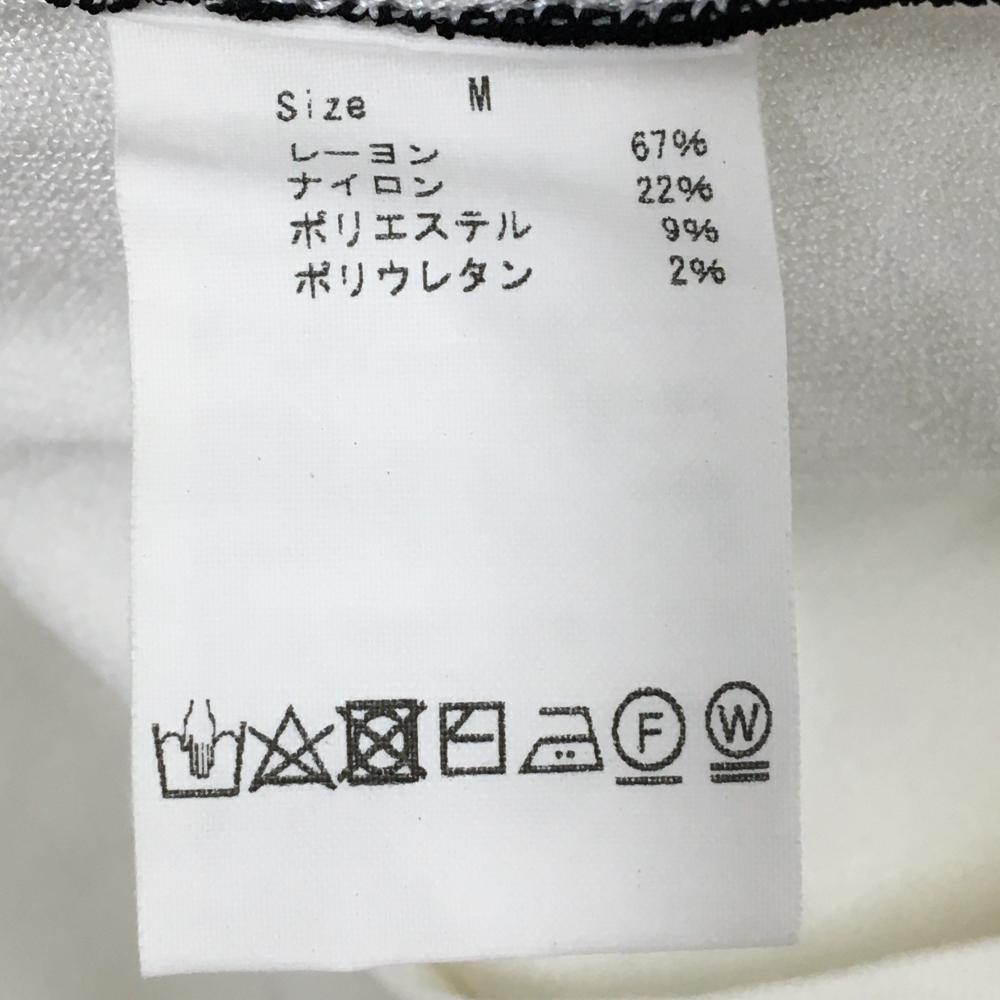 Size M
レーヨン 67%
ナイロン 22%
ポリエステル 9%
ポリウレタン 2%
F W